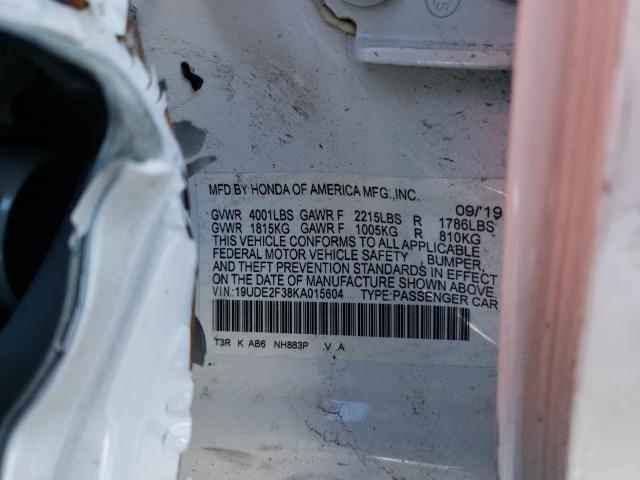 MFD BY HONDA OF AMERICA MFG.,INC.
09/'19
GVWR 4001LBS GAWR F 2215LBS R 1786LBS
GVWR 1815KG GAWR F 1005KG R 810KG
THIS VEHICLE CONFORMS TO ALL APPLICABLE
FEDERAL MOTOR VEHICLE SAFETY, BUMPER,
AND THEFT PREVENTION STANDARDS IN EFFECT
ON THE DATE OF MANUFACTURE SHOWN ABOVE.
V.I.N.: 19UDE2F38KA015604 TYPE:PASSENGER CAR
T3R K AB6 NH883P .V .A